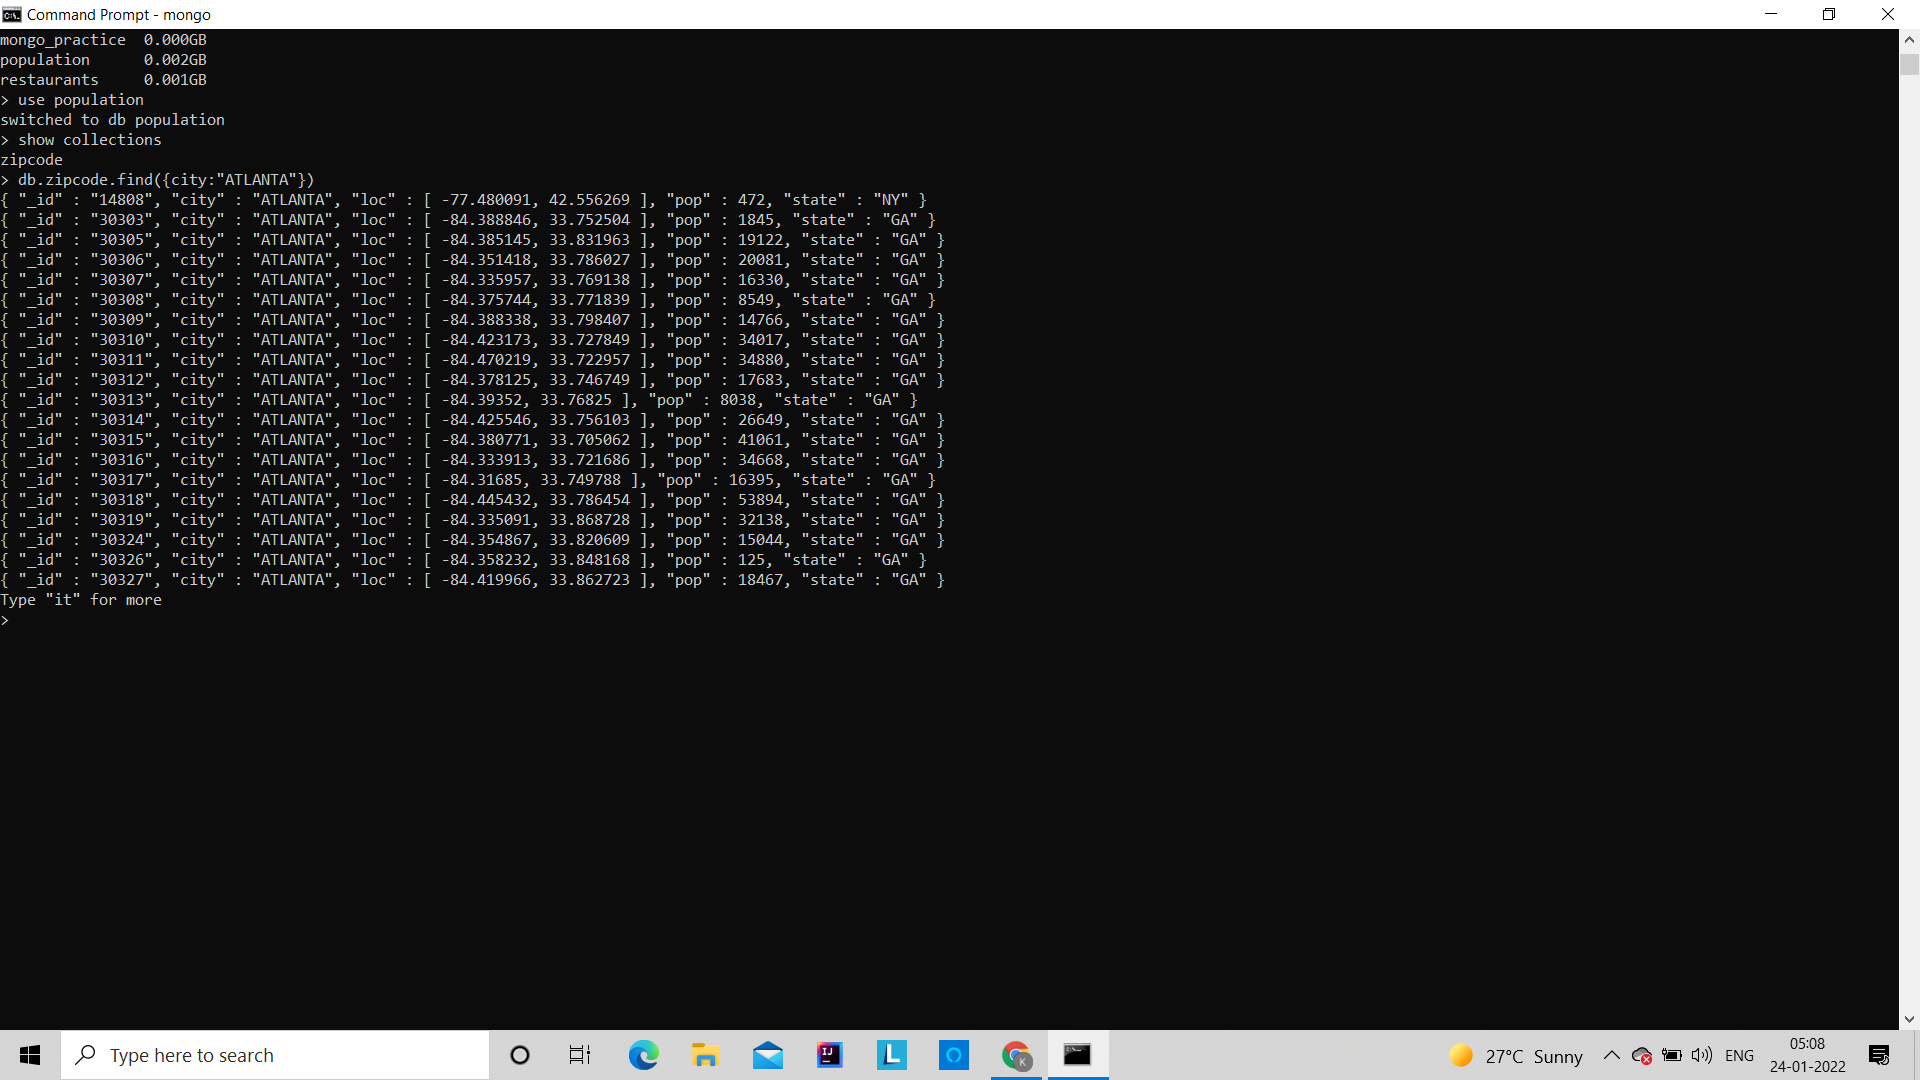 Command Prompt - mongo
mongo_practice  0.000GB
population      0.002GB
restaurants     0.001GB
> use population
switched to db population
> show collections
zipcode
> db.zipcode.find({city:"ATLANTA"})
{ "_id" : "14808", "city" : "ATLANTA", "loc" : [ -77.480091, 42.556269 ], "pop" : 472, "state" : "NY" }
{ "_id" : "30303", "city" : "ATLANTA", "loc" : [ -84.388846, 33.752504 ], "pop" : 1845, "state" : "GA" }
{ "_id" : "30305", "city" : "ATLANTA", "loc" : [ -84.385145, 33.831963 ], "pop" : 19122, "state" : "GA" }
{ "_id" : "30306", "city" : "ATLANTA", "loc" : [ -84.351418, 33.786027 ], "pop" : 20081, "state" : "GA" }
{ "_id" : "30307", "city" : "ATLANTA", "loc" : [ -84.335957, 33.769138 ], "pop" : 16330, "state" : "GA" }
{ "_id" : "30308", "city" : "ATLANTA", "loc" : [ -84.375744, 33.771839 ], "pop" : 8549, "state" : "GA" }
{ "_id" : "30309", "city" : "ATLANTA", "loc" : [ -84.388338, 33.798407 ], "pop" : 14766, "state" : "GA" }
{ "_id" : "30310", "city" : "ATLANTA", "loc" : [ -84.423173, 33.727849 ], "pop" : 34017, "state" : "GA" }
{ "_id" : "30311", "city" : "ATLANTA", "loc" : [ -84.470219, 33.722957 ], "pop" : 34880, "state" : "GA" }
{ "_id" : "30312", "city" : "ATLANTA", "loc" : [ -84.378125, 33.746749 ], "pop" : 17683, "state" : "GA" }
{ "_id" : "30313", "city" : "ATLANTA", "loc" : [ -84.39352, 33.76825 ], "pop" : 8038, "state" : "GA" }
{ "_id" : "30314", "city" : "ATLANTA", "loc" : [ -84.425546, 33.756103 ], "pop" : 26649, "state" : "GA" }
{ "_id" : "30315", "city" : "ATLANTA", "loc" : [ -84.380771, 33.705062 ], "pop" : 41061, "state" : "GA" }
{ "_id" : "30316", "city" : "ATLANTA", "loc" : [ -84.333913, 33.721686 ], "pop" : 34668, "state" : "GA" }
{ "_id" : "30317", "city" : "ATLANTA", "loc" : [ -84.31685, 33.749788 ], "pop" : 16395, "state" : "GA" }
{ "_id" : "30318", "city" : "ATLANTA", "loc" : [ -84.445432, 33.786454 ], "pop" : 53894, "state" : "GA" }
{ "_id" : "30319", "city" : "ATLANTA", "loc" : [ -84.335091, 33.868728 ], "pop" : 32138, "state" : "GA" }
{ "_id" : "30324", "city" : "ATLANTA", "loc" : [ -84.354867, 33.820609 ], "pop" : 15044, "state" : "GA" }
{ "_id" : "30326", "city" : "ATLANTA", "loc" : [ -84.358232, 33.848168 ], "pop" : 125, "state" : "GA" }
{ "_id" : "30327", "city" : "ATLANTA", "loc" : [ -84.419966, 33.862723 ], "pop" : 18467, "state" : "GA" }
Type "it" for more
>
Type here to search
27°C Sunny
ENG
05:08
24-01-2022